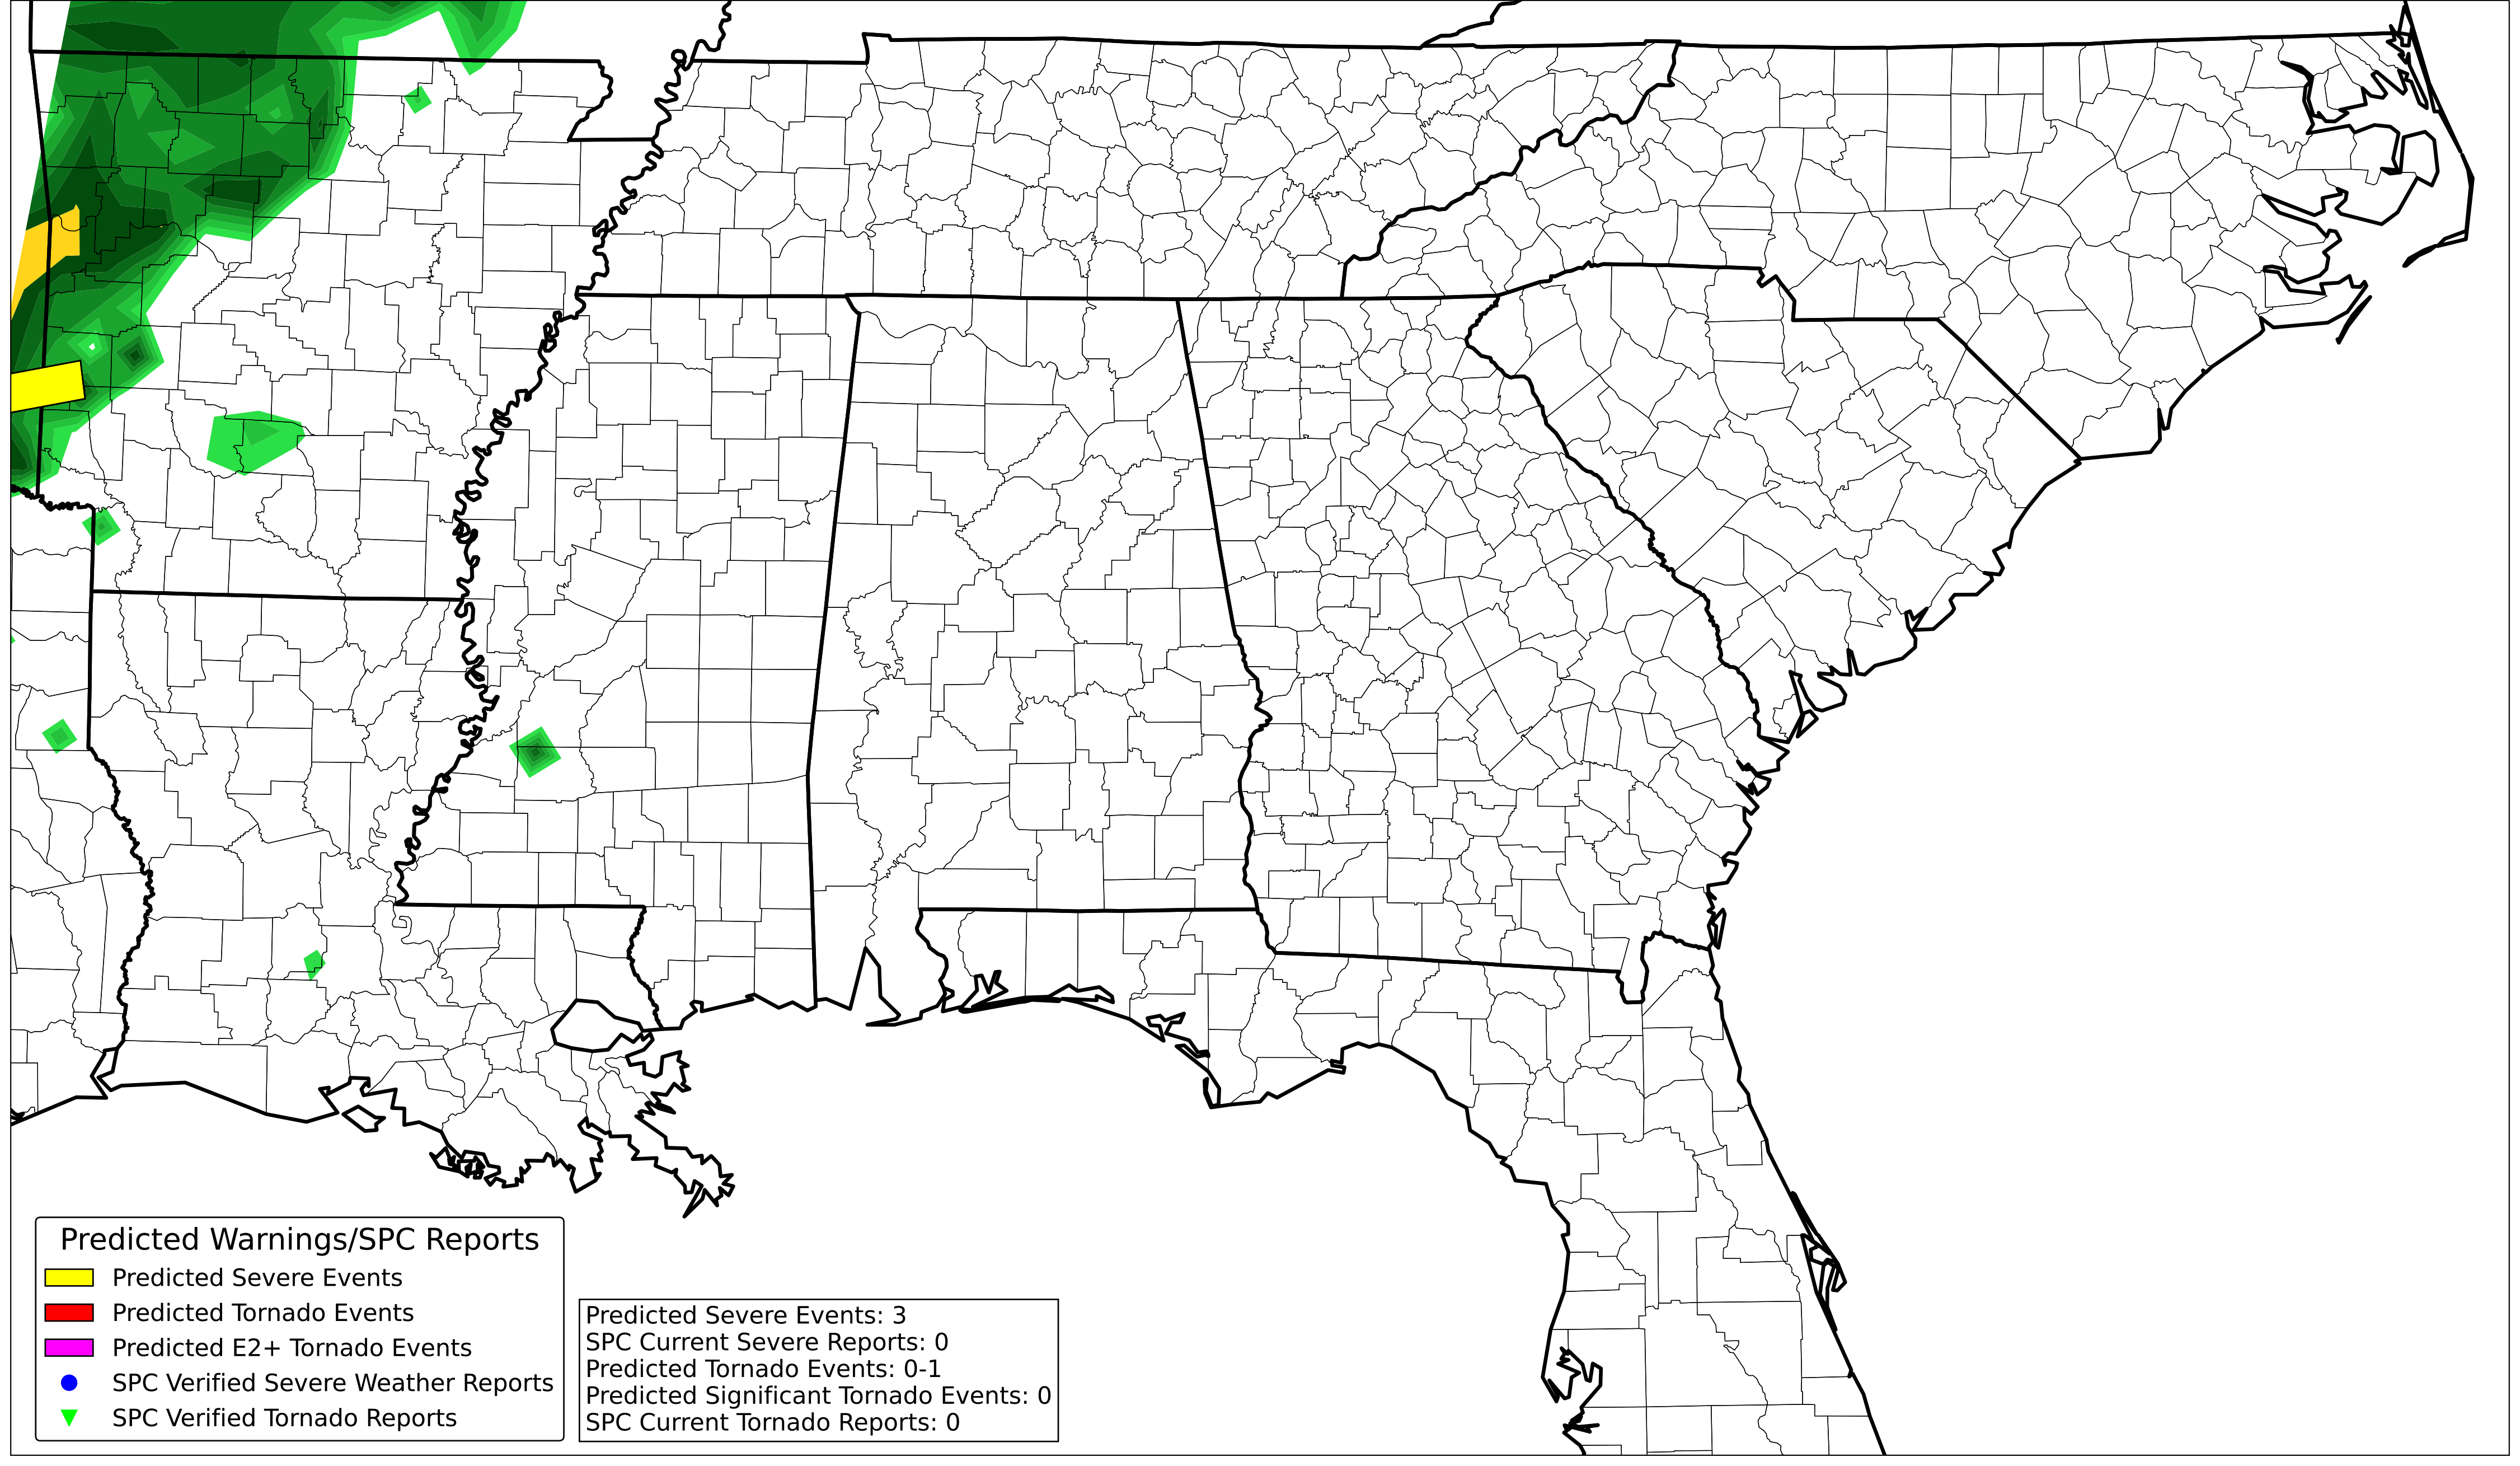 Predicted Warnings/SPC Reports
Predicted Severe Events
Predicted Tornado Events
Predicted E2+ Tornado Events
SPC Verified Severe Weather Reports
SPC Verified Tornado Reports
Predicted Severe Events: 3
SPC Current Severe Reports: 0
Predicted Tornado Events: 0-1
Predicted Significant Tornado Events: 0
SPC Current Tornado Reports: 0